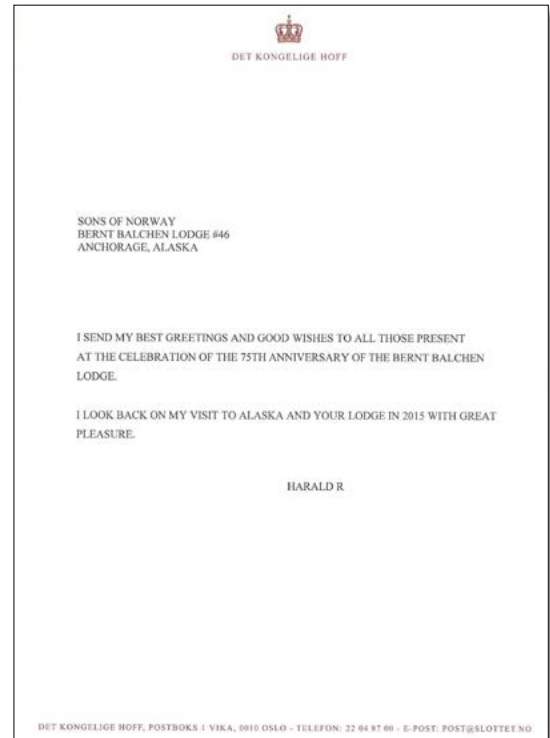 DET KONGELIGE HOFF
SONS OF NORWAY
BERNT BALCHEN LODGE #46
ANCHORAGE, ALASKA
I SEND MY BEST GREETINGS AND GOOD WISHES TO ALL THOSE PRESENT
AT THE CELEBRATION OF THE 75TH ANNIVERSARY OF THE BERNT BALCHEN
LODGE.
I LOOK BACK ON MY VISIT TO ALASKA AND YOUR LODGE IN 2015 WITH GREAT
PLEASURE.
HARALD R
DET KONGELIGE HOFF, POSTBOKS 1 VIKA, 0010 OSLO - TELEFON: 22 04 87 00 - E-POST: POST@SLOTTET.NO